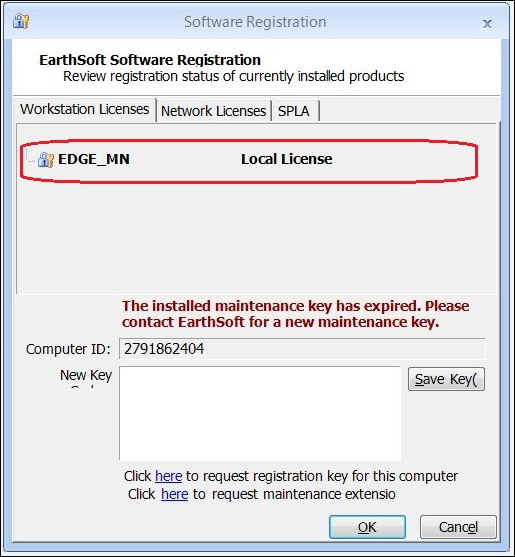 Software Registration
EarthSoft Software Registration
Review registration status of currently installed products
Workstation Licenses Network Licenses SPLA
EDGE_MN Local License
The installed maintenance key has expired. Please
contact EarthSoft for a new maintenance key.
Computer ID: 2791862404
New Key
Save Key(
Click here to request registration key for this computer
Click here to request maintenance extensio
OK Cancel